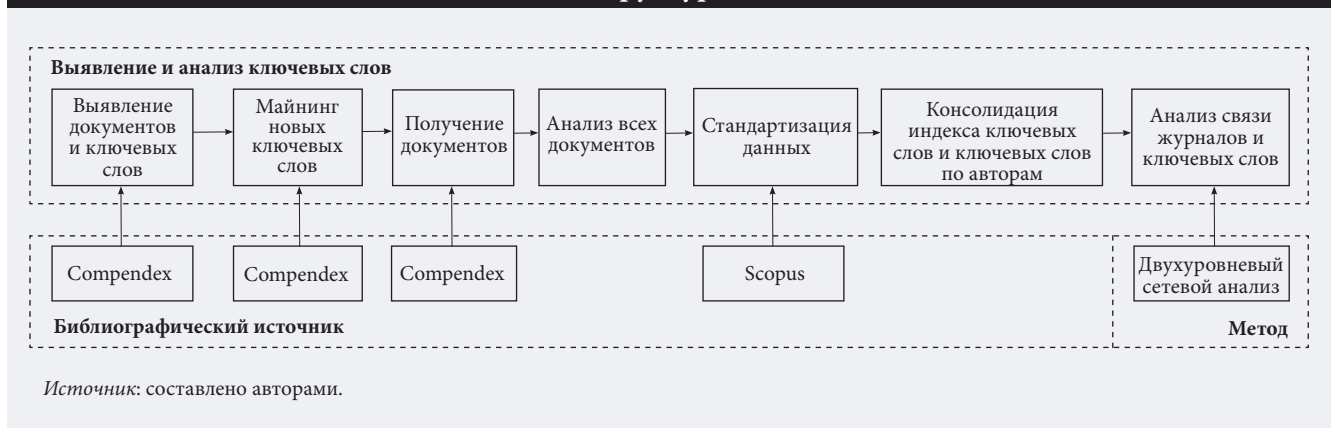 Выявление и анализ ключевых слов
Выявление
документов
и ключевых
слов
Майнинг
новых
ключевых
слов
Получение
документов
Анализ всех
документов
Стандартизация
данных
Консолидация
индекса ключевых
слов и ключевых слов
по авторам
Анализ связи
журналов и
ключевых слов
Compendex
Compendex
Compendex
Scopus
Двухуровневый
сетевой анализ
Библиографический источник
Метод
Источник: составлено авторами.